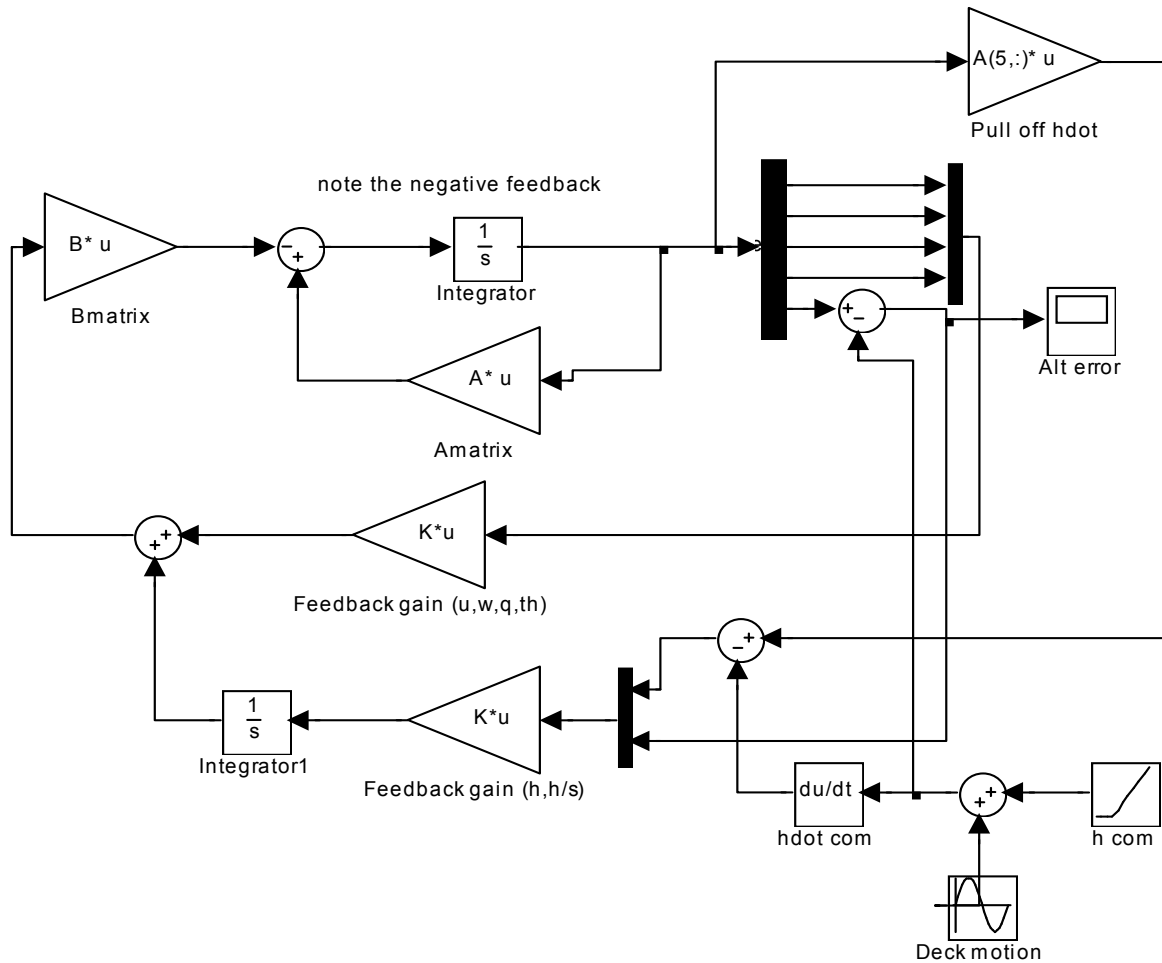 A(5,:)* u
Pull off hdot
note the negative feedback
B* u
−
+
1
s
Integrator
Bmatrix
+
−
Alt error
A* u
Amatrix
K*u
+
+
Feedback gain (u,w,q,th)
−
+
1
s
Integrator1
K*u
Feedback gain (h,h/s)
du/dt
hdot com
+
+
h com
Deck motion